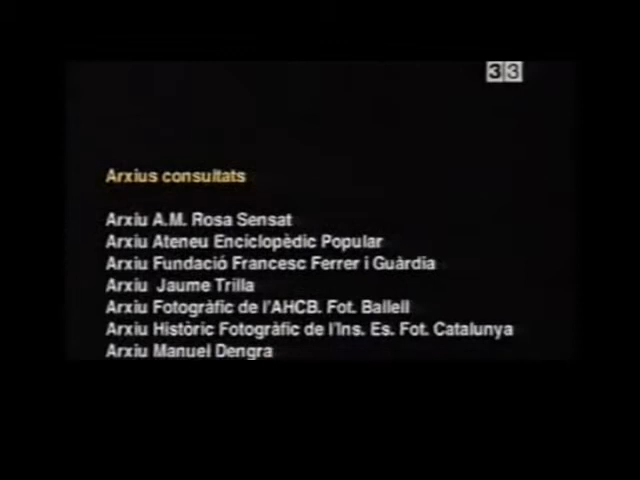 33
Arxius consultats
Arxiu A.M. Rosa Sensat
Arxiu Ateneu Enciclopèdic Popular
Arxiu Fundació Francesc Ferrer i Guàrdia
Arxiu Jaume Trilla
Arxiu Fotogràfic de l'AHCB. Fot. Ballell
Arxiu Històric Fotogràfic de l'Ins. Es. Fot. Catalunya
Arxiu Manuel Dengra